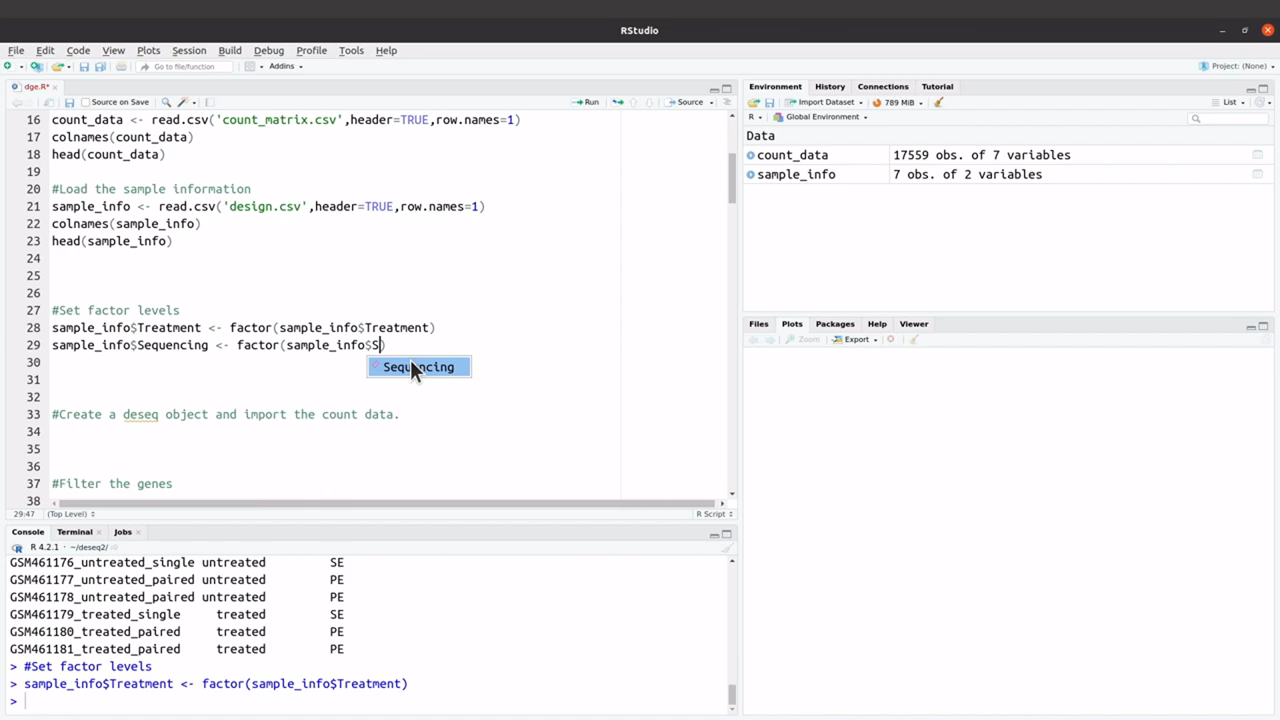 RStudio
File Edit Code View Plots Session Build Debug Profile Tools Help
Go to file/function Addins Project: (None)
dge.R*
Source on Save Run Source
16 count_data <- read.csv('count_matrix.csv',header=TRUE,row.names=1)
17 colnames(count_data)
18 head(count_data)
19
20 #Load the sample information
21 sample_info <- read.csv('design.csv',header=TRUE,row.names=1)
22 colnames(sample_info)
23 head(sample_info)
24
25
26
27 #Set factor levels
28 sample_info$Treatment <- factor(sample_info$Treatment)
29 sample_info$Sequencing <- factor(sample_info$S)
Sequencing
30
31
32
33 #Create a deseq object and import the count data.
34
35
36
37 #Filter the genes
38
29:47 (Top Level) R Script
Console Terminal Jobs
R 4.2.1 · ~/deseq2/
GSM461176_untreated_single untreated SE
GSM461177_untreated_paired untreated PE
GSM461178_untreated_paired untreated PE
GSM461179_treated_single treated SE
GSM461180_treated_paired treated PE
GSM461181_treated_paired treated PE
> #Set factor levels
> sample_info$Treatment <- factor(sample_info$Treatment)
>
Environment History Connections Tutorial
Import Dataset 789 MiB List
R Global Environment
Data
count_data 17559 obs. of 7 variables
sample_info 7 obs. of 2 variables
Files Plots Packages Help Viewer
Zoom Export